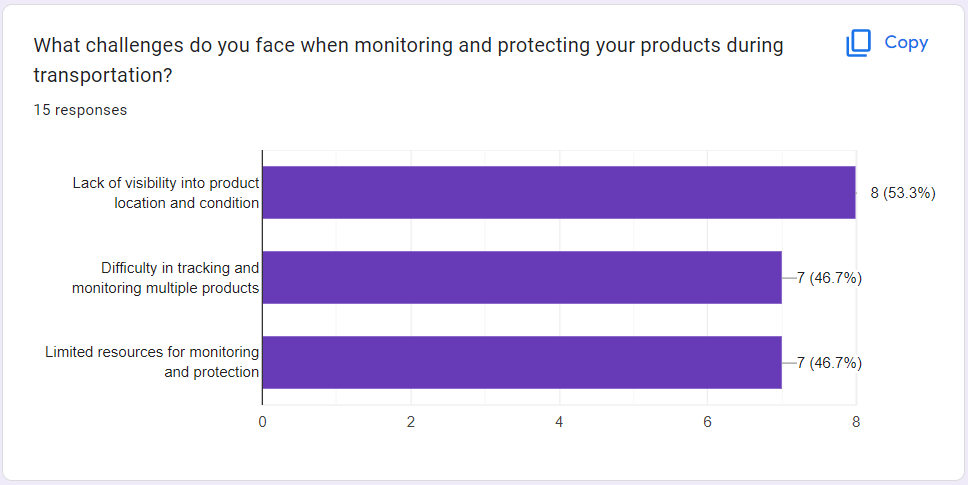 What challenges do you face when monitoring and protecting your products during
transportation?
Copy
15 responses
Lack of visibility into product
location and condition
8 (53.3%)
Difficulty in tracking and
monitoring multiple products
7 (46.7%)
Limited resources for monitoring
and protection
7 (46.7%)
0
2
4
6
8